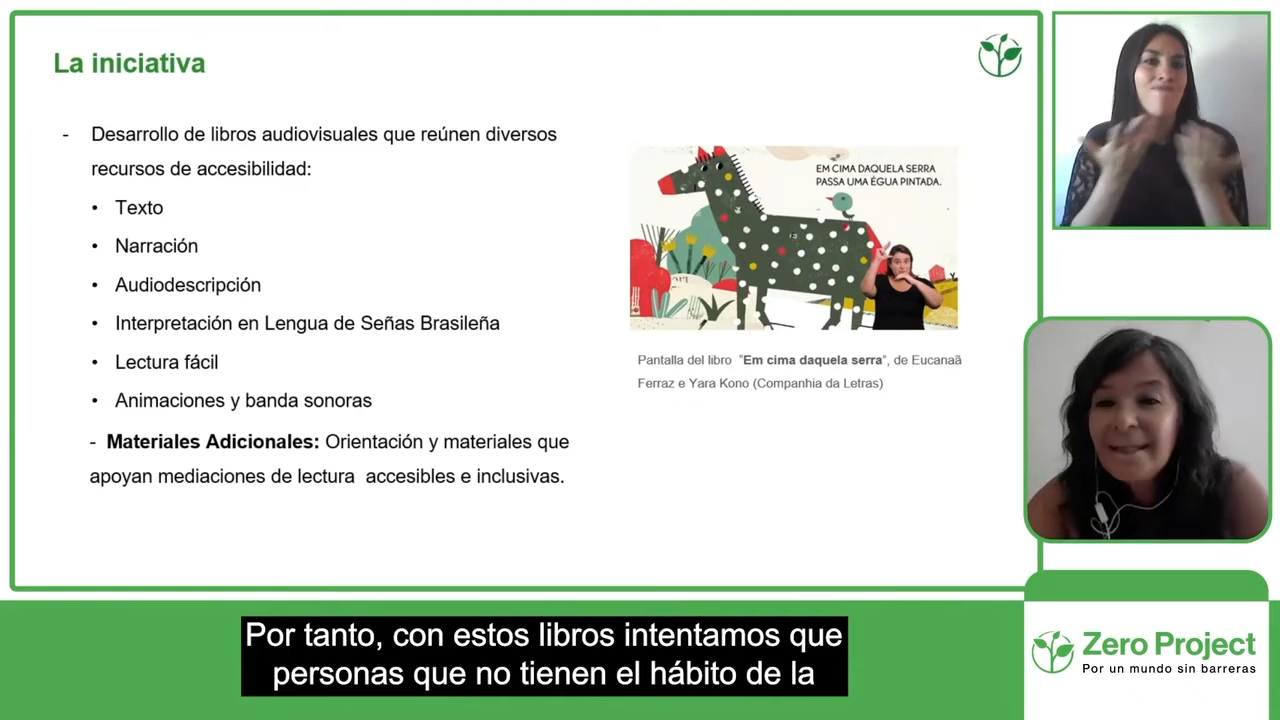 La iniciativa
- Desarrollo de libros audiovisuales que reúnen diversos
recursos de accesibilidad:
• Texto
• Narración
• Audiodescripción
• Interpretación en Lengua de Señas Brasileña
• Lectura fácil
• Animaciones y banda sonoras
- Materiales Adicionales: Orientación y materiales que
apoyan mediaciones de lectura accesibles e inclusivas.
EM CIMA DAQUELA SERRA
PASSA UMA ÉGUA PINTADA.
Pantalla del libro "Em cima daquela serra", de Eucanaã
Ferraz e Yara Kono (Companhia da Letras)
Por tanto, con estos libros intentamos que
personas que no tienen el hábito de la
Zero Project
Por un mundo sin barreras